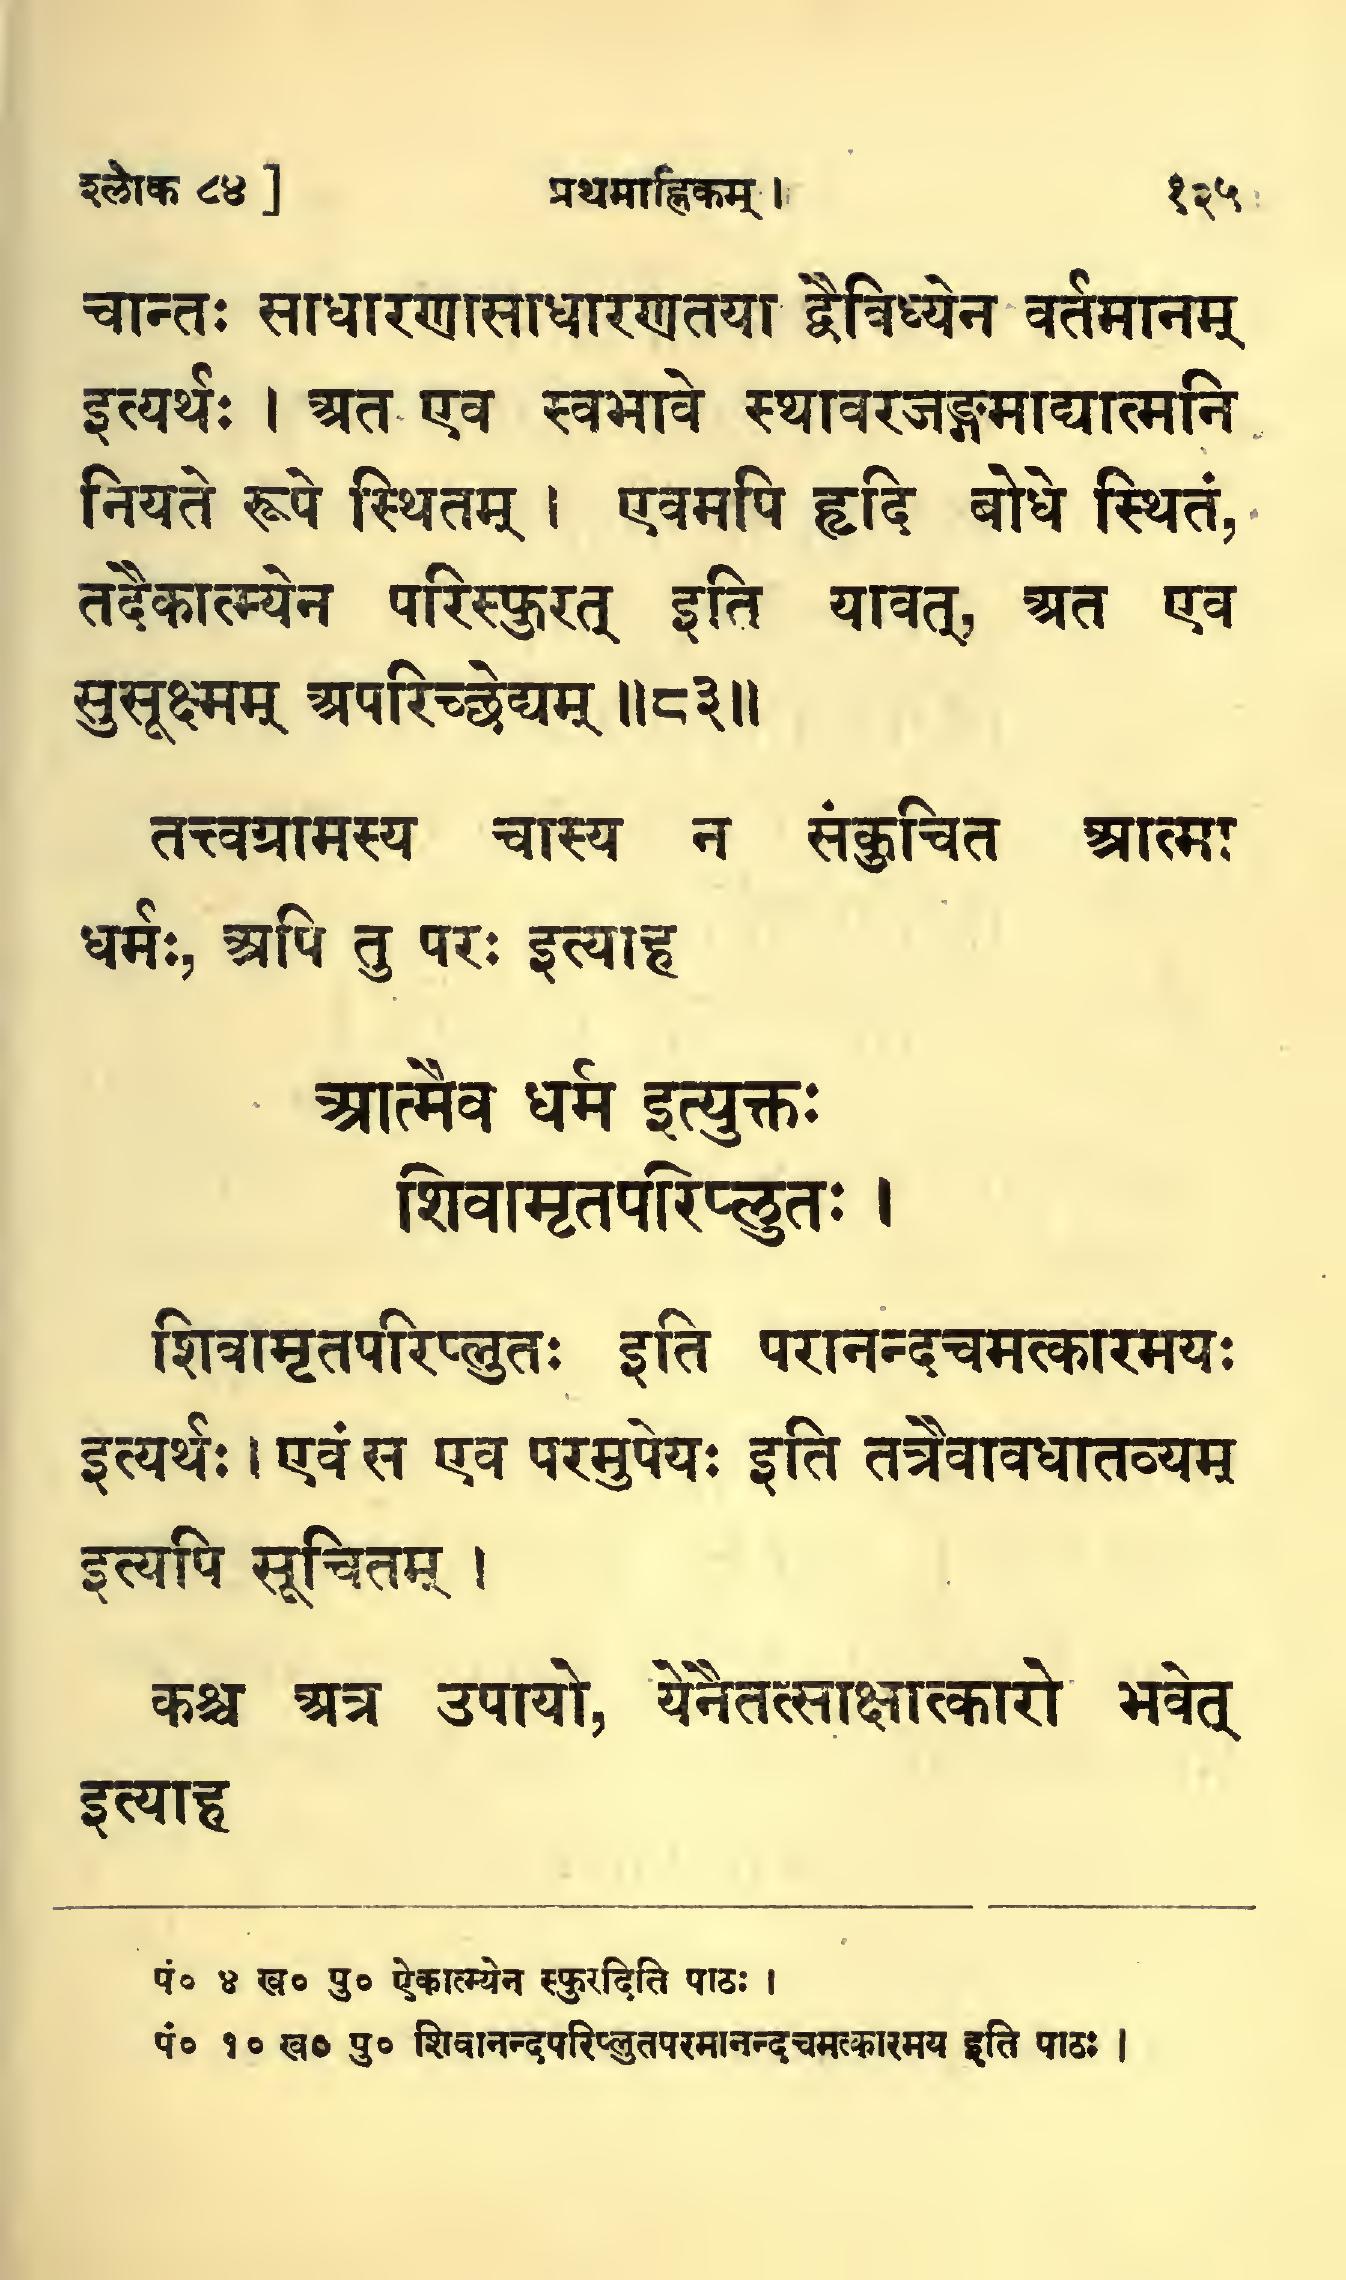 श्लोक ८४ ] प्रथमाह्निकम् । १२५
चान्तः साधारणासाधारणतया द्वैविध्येन वर्तमानम्
इत्यर्थः । अत एव स्वभावे स्थावरजङ्गमाद्यात्मनि
नियते रूपे स्थितम् । एवमपि हृदि बोधे स्थितं,
तदैकात्म्येन परिस्फुरत् इति यावत्, अत एव
सुसूक्ष्मम् अपरिच्छेद्यम् ॥८३॥
तत्त्वग्रामस्य चास्य न संकुचित आत्मा
धर्मः, अपि तु परः इत्याह
आत्मैव धर्म इत्युक्तः
शिवामृतपरिप्लुतः ।
शिवामृतपरिप्लुतः इति परानन्दचमत्कारमयः
इत्यर्थः । एवं स एव परमुपेयः इति तत्रैवावधातव्यम्
इत्यपि सूचितम् ।
कश्च अत्र उपायो, येनैतत्साक्षात्कारो भवेत्
इत्याह
पं० ४ ख० पु० ऐकात्म्येन स्फुरदिति पाठः ।
पं० १० ख० पु० शिवानन्दपरिप्लुतपरमानन्दचमत्कारमय इति पाठः ।